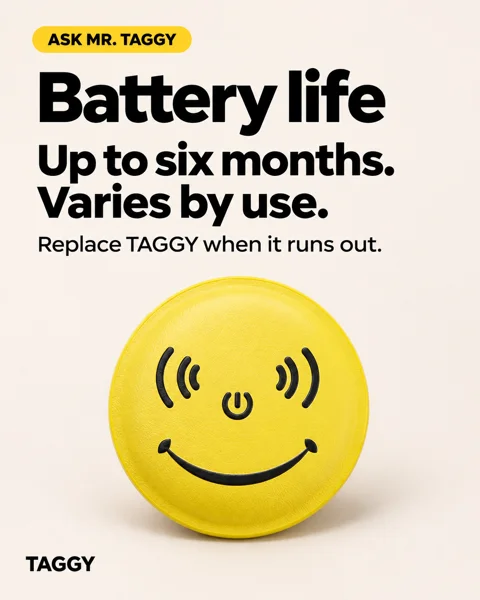 ASK MR. TAGGY
Battery life
Up to six months.
Varies by use.
Replace TAGGY when it runs out.
TAGGY